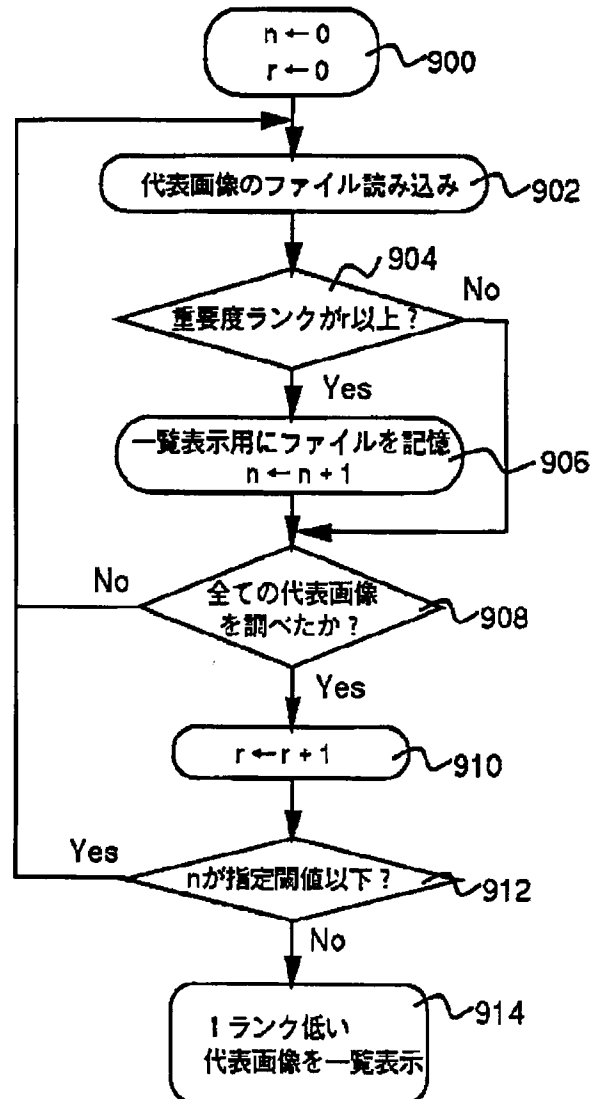 n ← 0
r ← 0
900
代表画像のファイル読み込み
902
904
重要度ランクがr以上？
No
Yes
一覧表示用にファイルを記憶
n ← n + 1
906
No
全ての代表画像
を調べたか？
908
Yes
r ← r + 1
910
Yes
nが指定閾値以下？
912
No
1ランク低い
代表画像を一覧表示
914